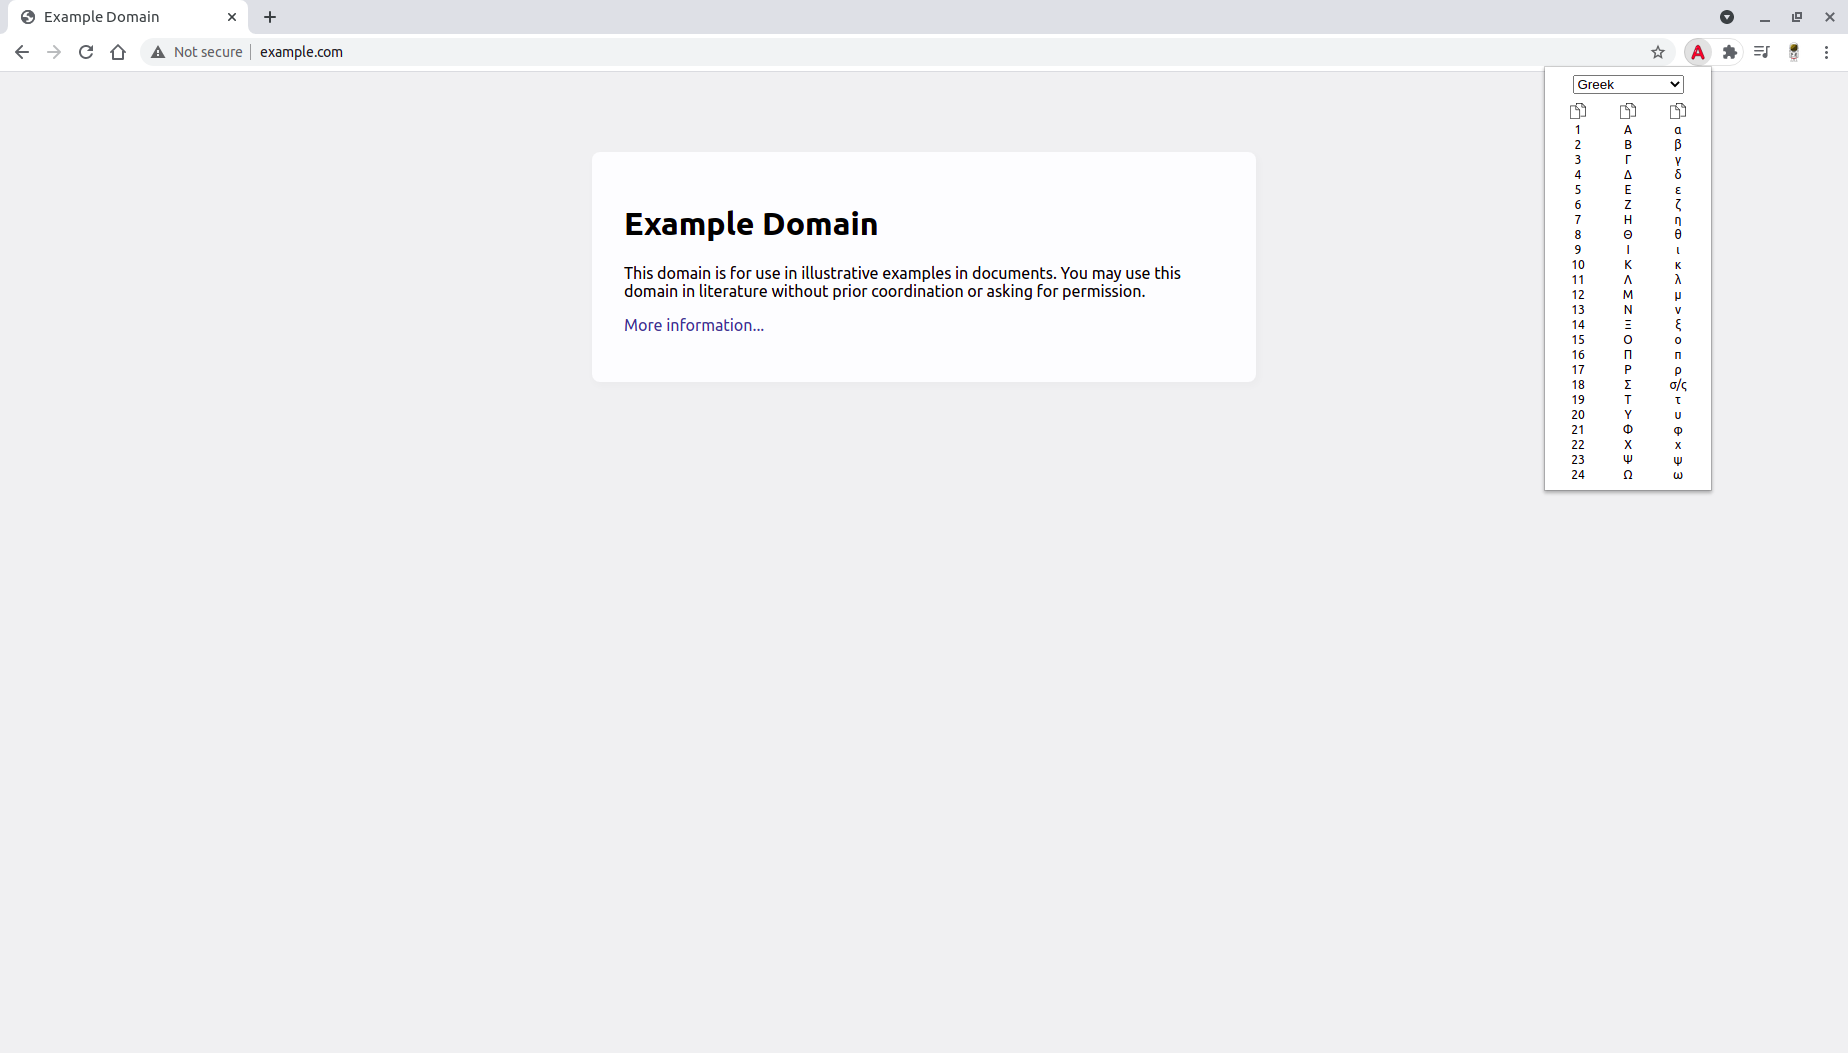 Example Domain
Not secure | example.com
A
Greek
1 Α α
2 Β β
3 Γ γ
4 Δ δ
5 Ε ε
6 Ζ ζ
7 Η η
8 Θ θ
9 Ι ι
10 Κ κ
11 Λ λ
12 Μ μ
13 Ν ν
14 Ξ ξ
15 Ο ο
16 Π π
17 Ρ ρ
18 Σ σ/ς
19 Τ τ
20 Υ υ
21 Φ φ
22 Χ χ
23 Ψ ψ
24 Ω ω
Example Domain
This domain is for use in illustrative examples in documents. You may use this
domain in literature without prior coordination or asking for permission.
More information...